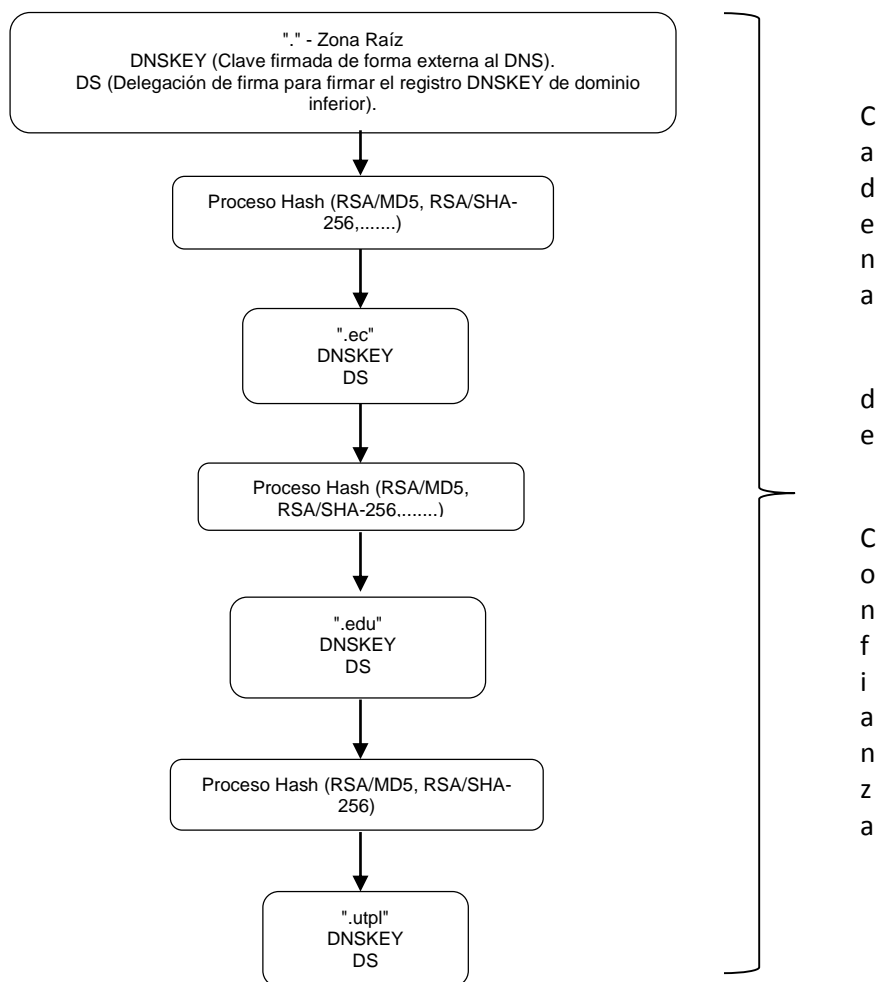 "." - Zona Raíz
DNSKEY (Clave firmada de forma externa al DNS).
DS (Delegación de firma para firmar el registro DNSKEY de dominio
inferior).
Proceso Hash (RSA/MD5, RSA/SHA-
256,.......)
".ec"
DNSKEY
DS
Proceso Hash (RSA/MD5,
RSA/SHA-256,.......)
".edu"
DNSKEY
DS
Proceso Hash (RSA/MD5, RSA/SHA-
256)
".utpl"
DNSKEY
DS
C
a
d
e
n
a
d
e
C
o
n
f
i
a
n
z
a